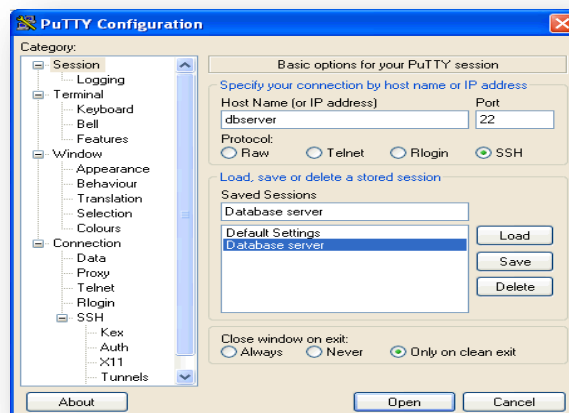 PuTTY Configuration
Category:
Session
Logging
Terminal
Keyboard
Bell
Features
Window
Appearance
Behaviour
Translation
Selection
Colours
Connection
Data
Proxy
Telnet
Rlogin
SSH
Kex
Auth
X11
Tunnels
Basic options for your PuTTY session
Specify your connection by host name or IP address
Host Name (or IP address) Port
dbserver 22
Protocol:
Raw Telnet Rlogin SSH
Load, save or delete a stored session
Saved Sessions
Database server
Default Settings
Database server
Load
Save
Delete
Close window on exit:
Always Never Only on clean exit
About Open Cancel